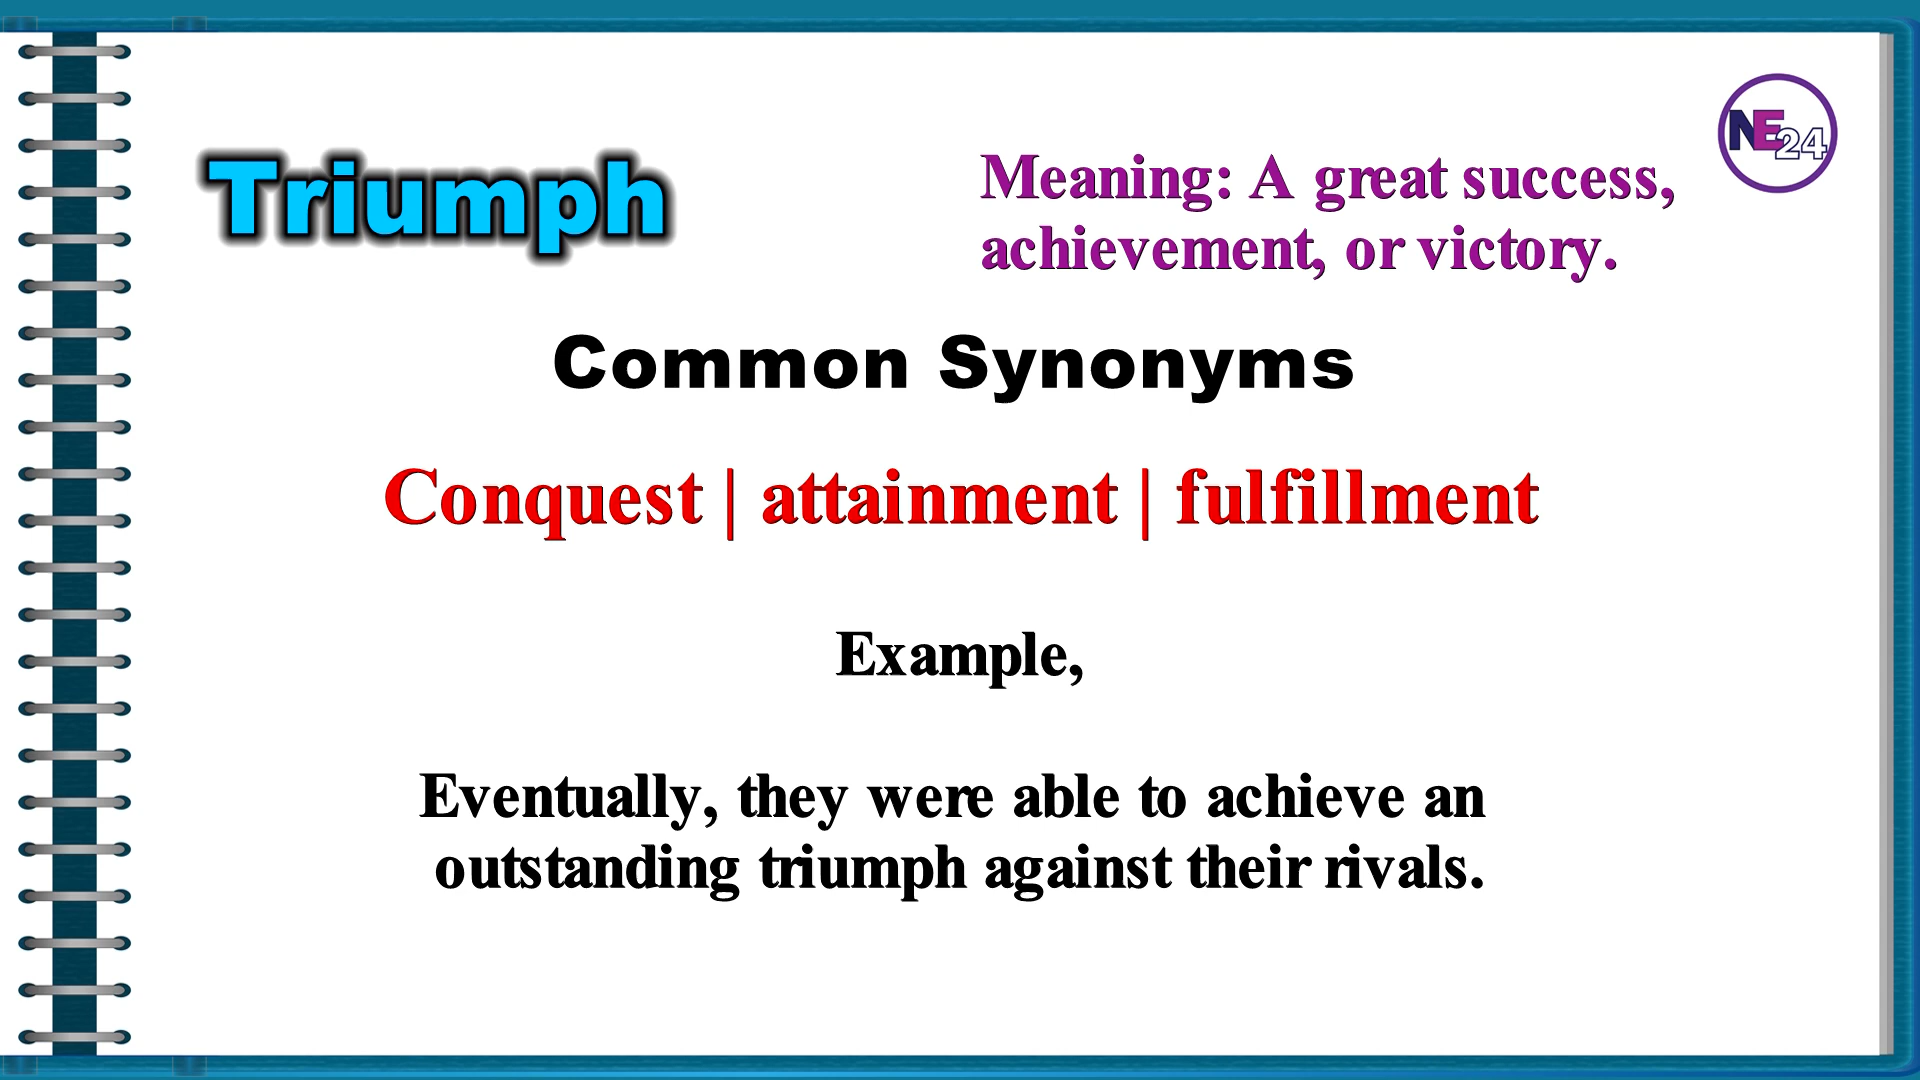 NE24
Triumph
Meaning: A great success,
achievement, or victory.
Common Synonyms
Conquest | attainment | fulfillment
Example,
Eventually, they were able to achieve an
outstanding triumph against their rivals.